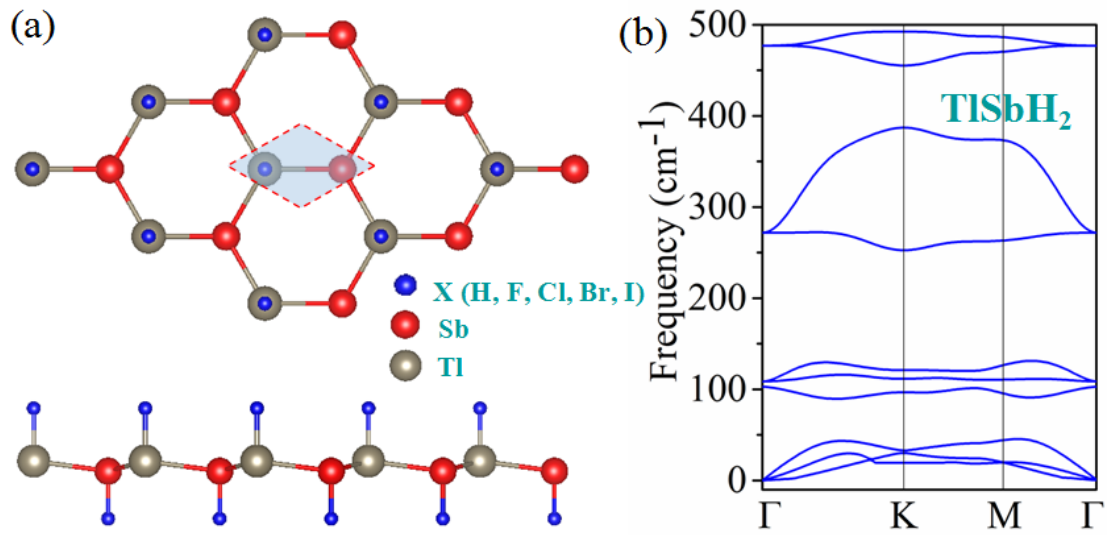 (a)
X (H, F, Cl, Br, I)
Sb
Tl
(b)
TlSbH₂
Frequency (cm⁻¹)
500
400
300
200
100
0
Γ K M Γ